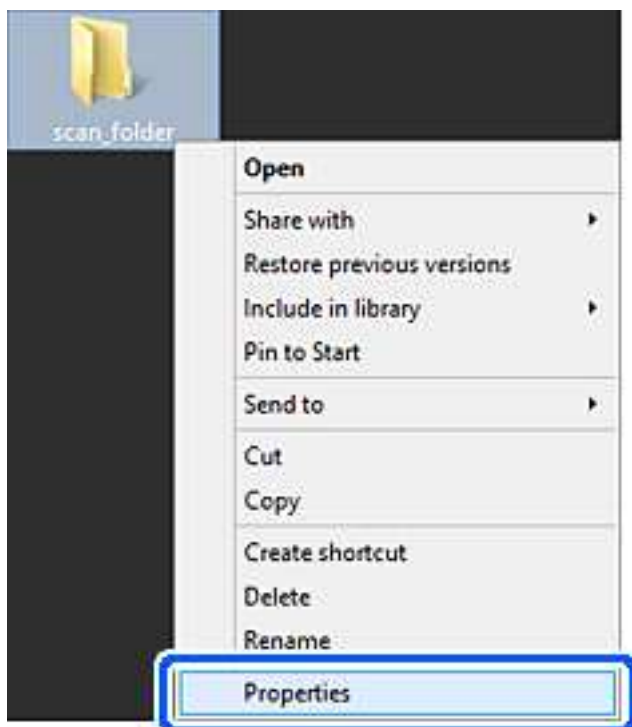 scan_folder
Open
Share with
Restore previous versions
Include in library
Pin to Start
Send to
Cut
Copy
Create shortcut
Delete
Rename
Properties